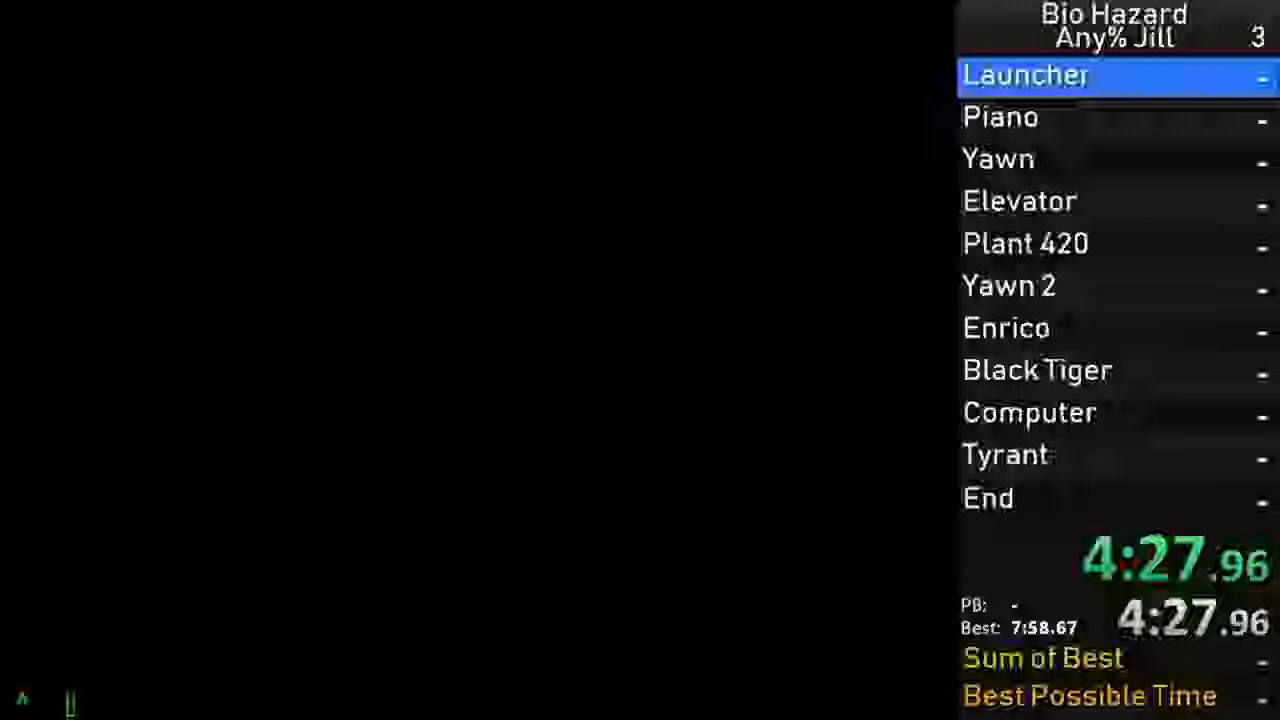 Bio Hazard
Any% Jill 3
Launcher -
Piano -
Yawn -
Elevator -
Plant 420 -
Yawn 2 -
Enrico -
Black Tiger -
Computer -
Tyrant -
End -
4:27.96
PB: - 4:27.96
Best: 7:58.67
Sum of Best -
Best Possible Time -